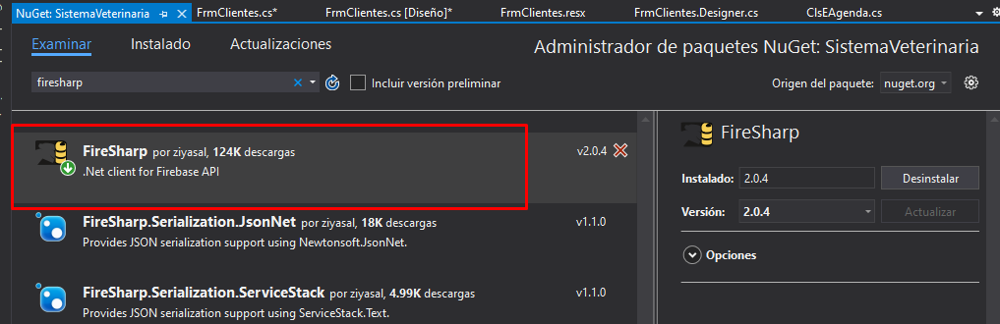 NuGet: SistemaVeterinaria
FrmClientes.cs*
FrmClientes.cs [Diseño]*
FrmClientes.resx
FrmClientes.Designer.cs
ClsEAgenda.cs
Examinar
Instalado
Actualizaciones
Administrador de paquetes NuGet: SistemaVeterinaria
firesharp
Incluir versión preliminar
Origen del paquete: nuget.org
FireSharp por ziyasal, 124K descargas
v2.0.4
.Net client for Firebase API
FireSharp.Serialization.JsonNet por ziyasal, 18K descargas
v1.1.0
Provides JSON serialization support using Newtonsoft.JsonNet.
FireSharp.Serialization.ServiceStack por ziyasal, 4.99K descargas
v1.1.0
Provides JSON serialization support using ServiceStack.Text.
FireSharp
Instalado: 2.0.4
Desinstalar
Versión: 2.0.4
Actualizar
Opciones